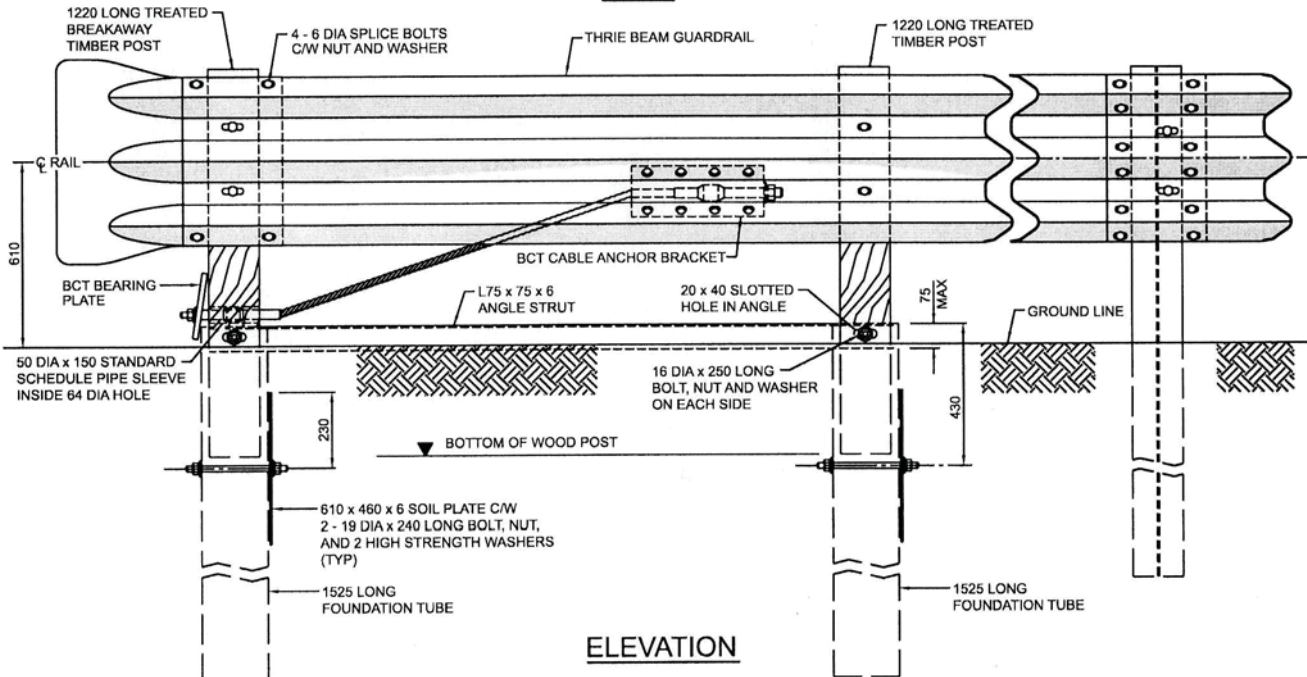 1220 LONG TREATED
BREAKAWAY
TIMBER POST
4 - 6 DIA SPLICE BOLTS
C/W NUT AND WASHER
THRIE BEAM GUARDRAIL
1220 LONG TREATED
TIMBER POST
℄ RAIL
610
BCT BEARING
PLATE
BCT CABLE ANCHOR BRACKET
L75 x 75 x 6
ANGLE STRUT
20 x 40 SLOTTED
HOLE IN ANGLE
75
MAX
GROUND LINE
50 DIA x 150 STANDARD
SCHEDULE PIPE SLEEVE
INSIDE 64 DIA HOLE
16 DIA x 250 LONG
BOLT, NUT AND WASHER
ON EACH SIDE
230
430
BOTTOM OF WOOD POST
610 x 460 x 6 SOIL PLATE C/W
2 - 19 DIA x 240 LONG BOLT, NUT,
AND 2 HIGH STRENGTH WASHERS
(TYP)
1525 LONG
FOUNDATION TUBE
1525 LONG
FOUNDATION TUBE
ELEVATION